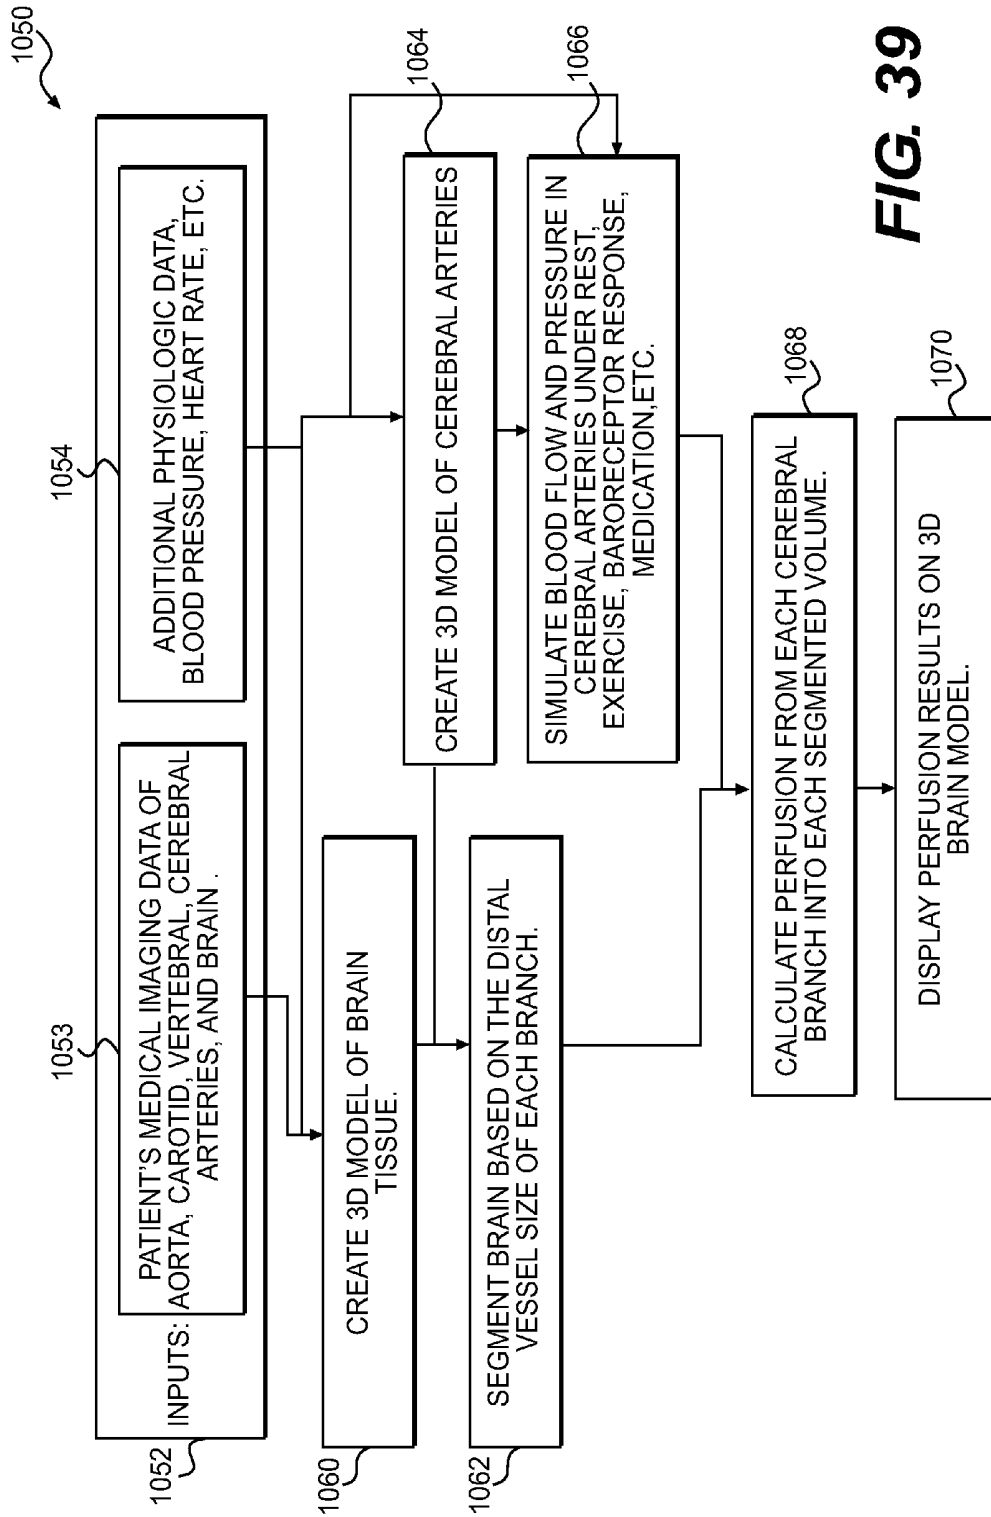 1050
1052
INPUTS:
1053
PATIENT'S MEDICAL IMAGING DATA OF
AORTA, CAROTID, VERTEBRAL, CEREBRAL
ARTERIES, AND BRAIN .
1054
ADDITIONAL PHYSIOLOGIC DATA,
BLOOD PRESSURE, HEART RATE, ETC.
1060
CREATE 3D MODEL OF BRAIN
TISSUE.
1064
CREATE 3D MODEL OF CEREBRAL ARTERIES
1062
SEGMENT BRAIN BASED ON THE DISTAL
VESSEL SIZE OF EACH BRANCH.
1066
SIMULATE BLOOD FLOW AND PRESSURE IN
CEREBRAL ARTERIES UNDER REST,
EXERCISE, BARORECEPTOR RESPONSE,
MEDICATION,ETC.
1068
CALCULATE PERFUSION FROM EACH CEREBRAL
BRANCH INTO EACH SEGMENTED VOLUME.
1070
DISPLAY PERFUSION RESULTS ON 3D
BRAIN MODEL.
FIG. 39